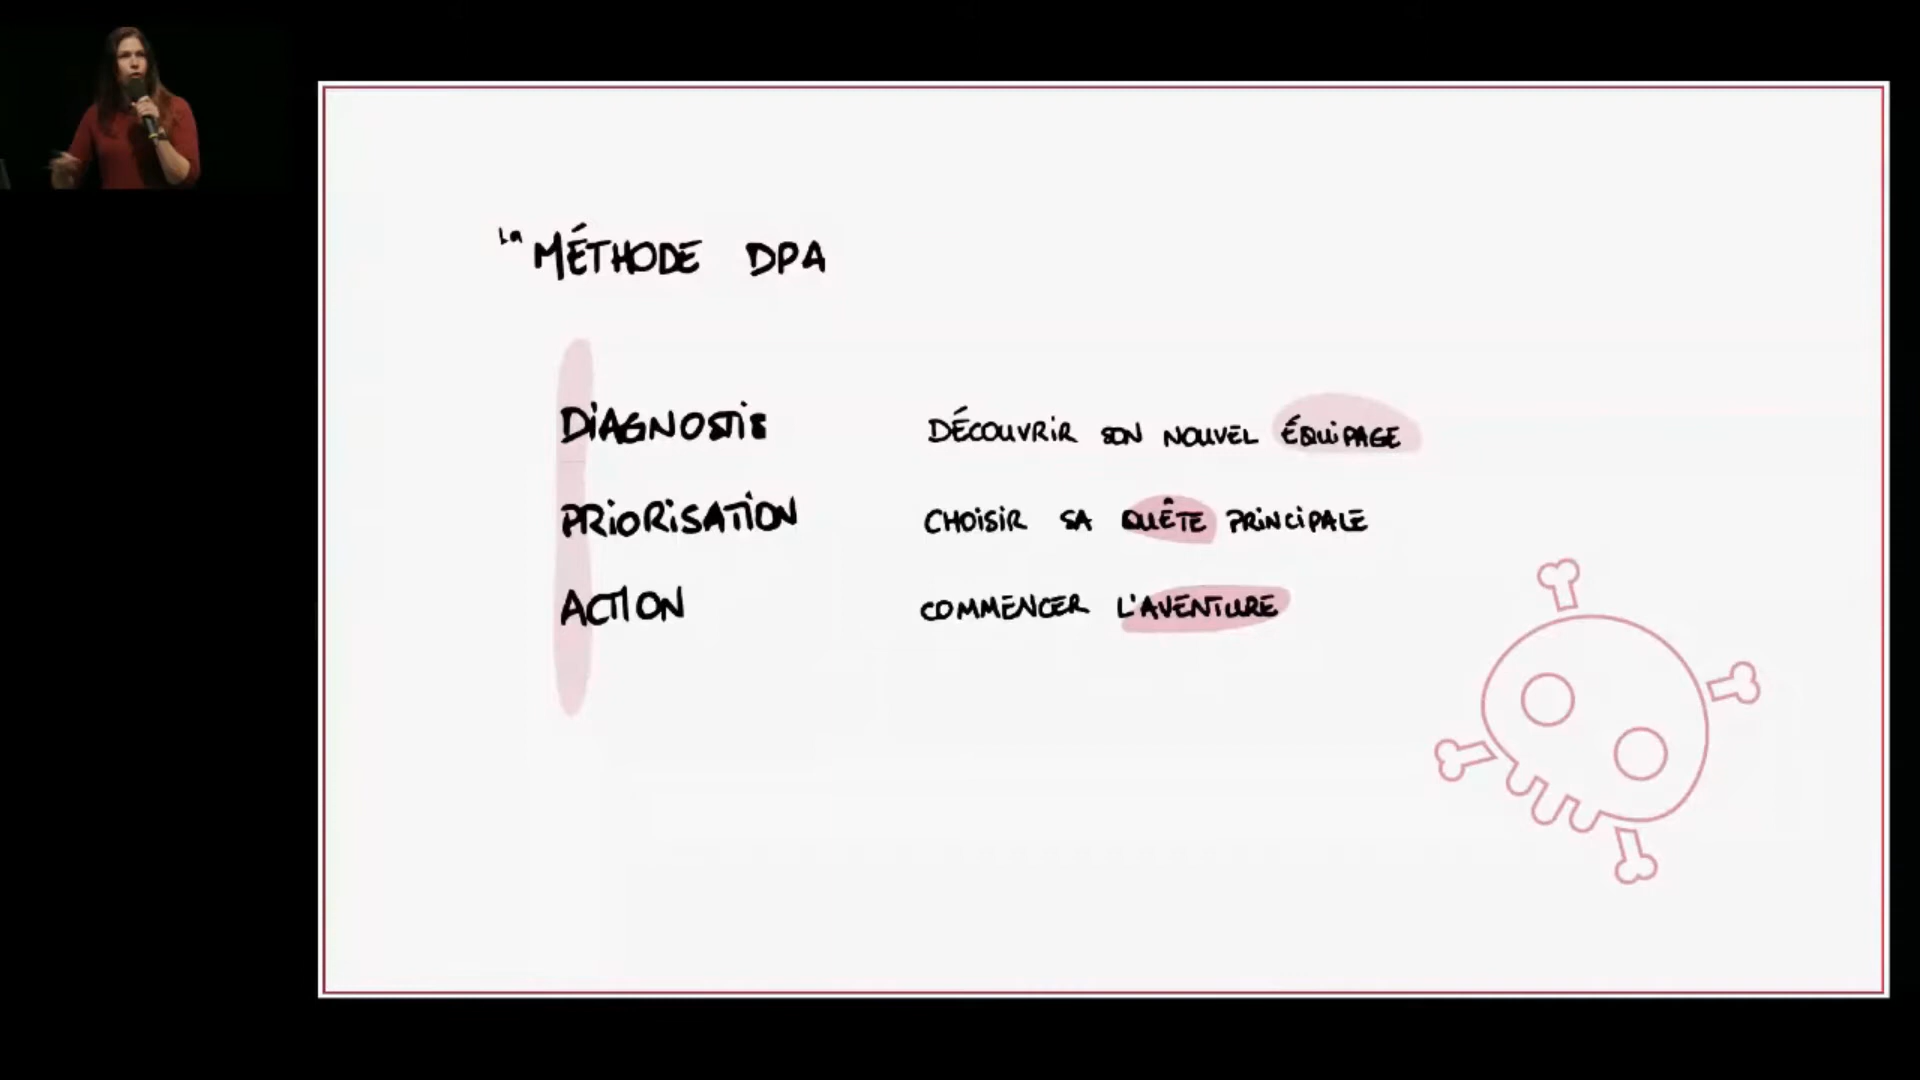 La MÉTHODE DPA
DIAGNOSTIC DÉCOUVRIR SON NOUVEL ÉQUIPAGE
PRIORISATION CHOISIR SA QUÊTE PRINCIPALE
ACTION COMMENCER L'AVENTURE